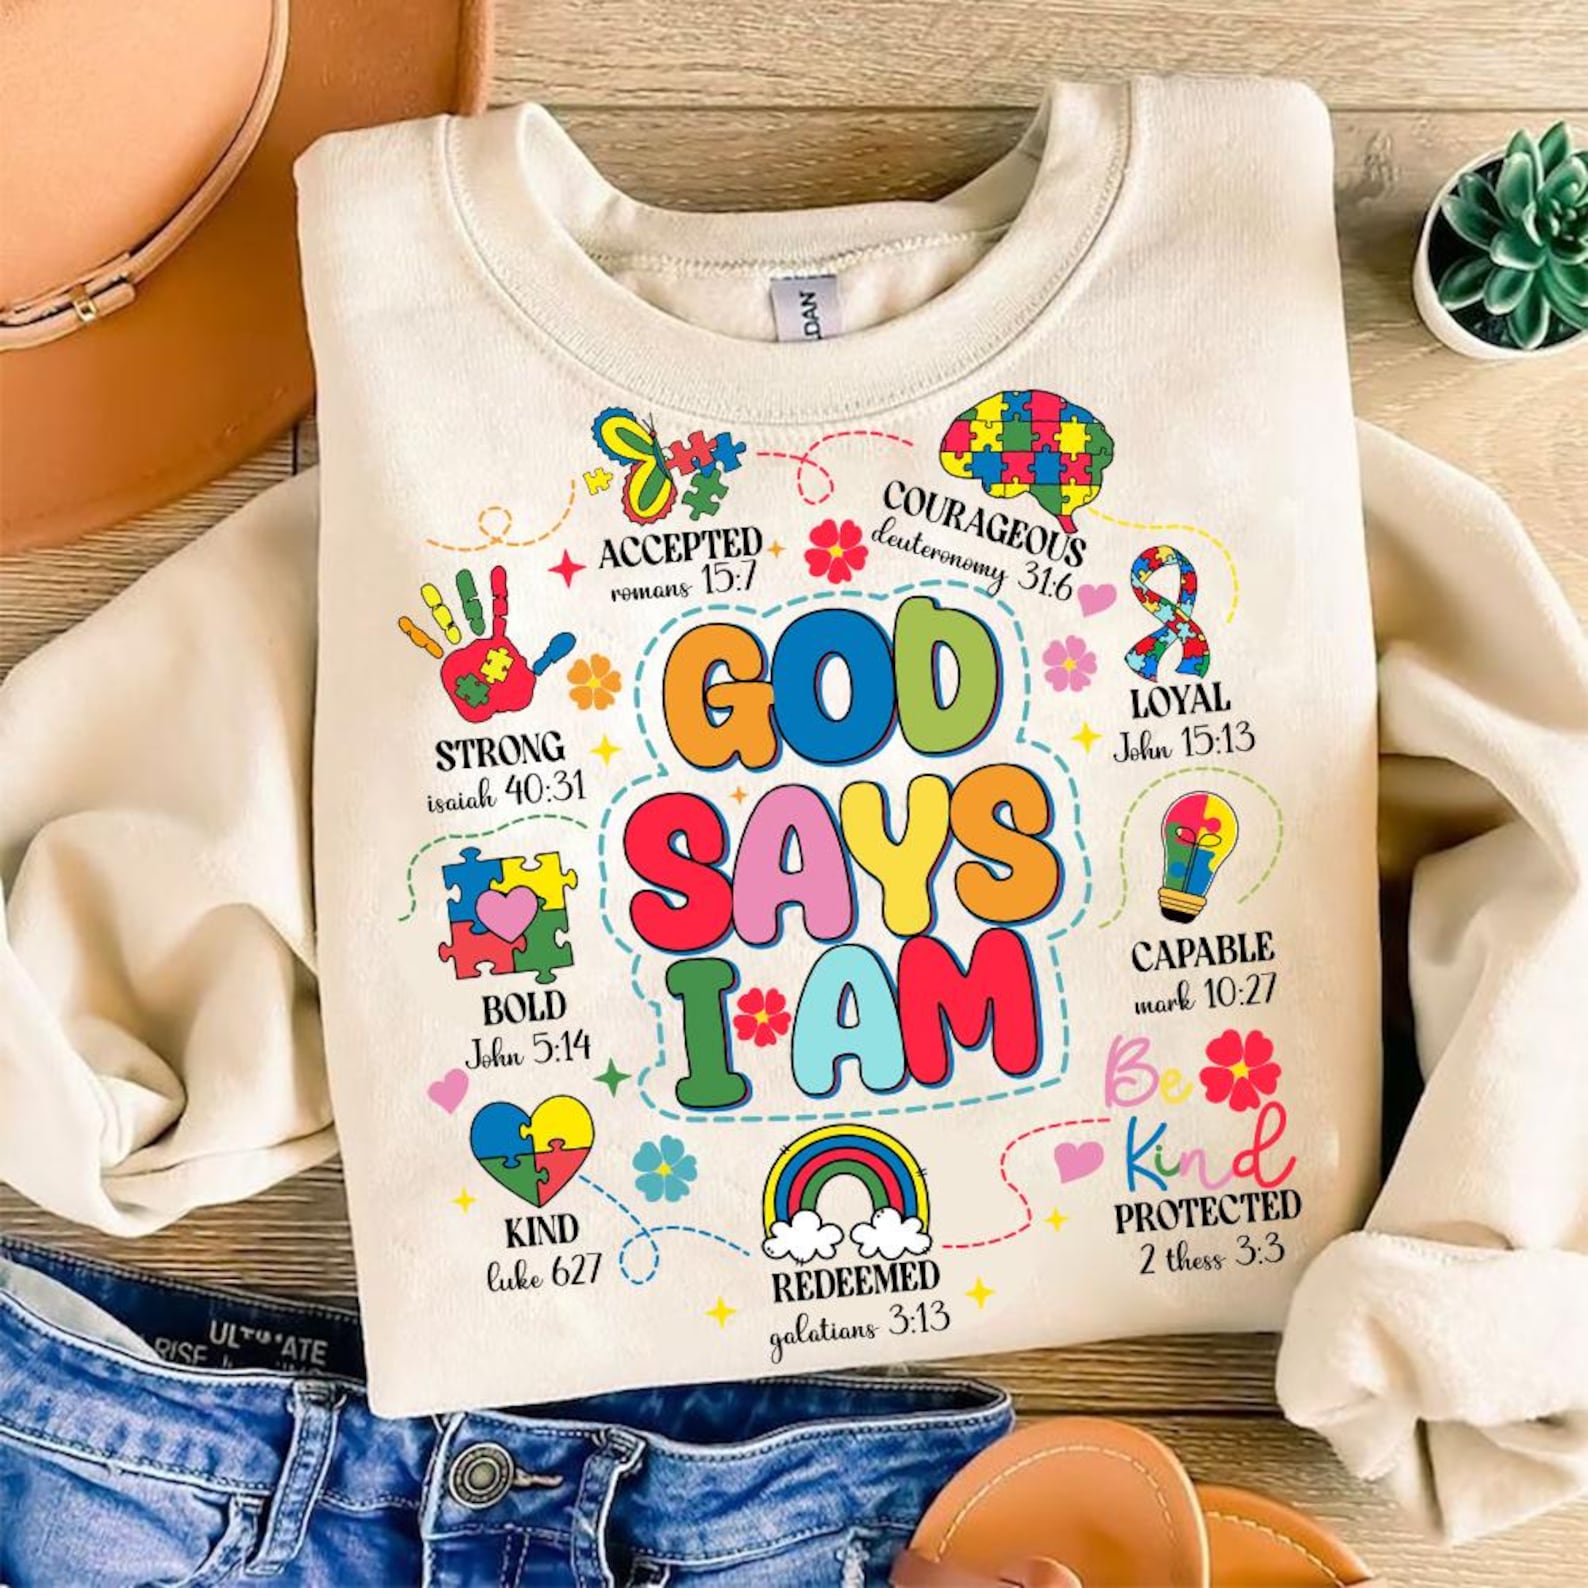 LDAN
ACCEPTED
romans 15:7
COURAGEOUS
deuteronomy 31:6
STRONG
isaiah 40:31
GOD
SAYS
I AM
LOYAL
John 15:13
BOLD
John 5:14
CAPABLE
mark 10:27
Be
Kind
PROTECTED
2 thess 3:3
KIND
luke 627
REDEEMED
galatians 3:13
RISE